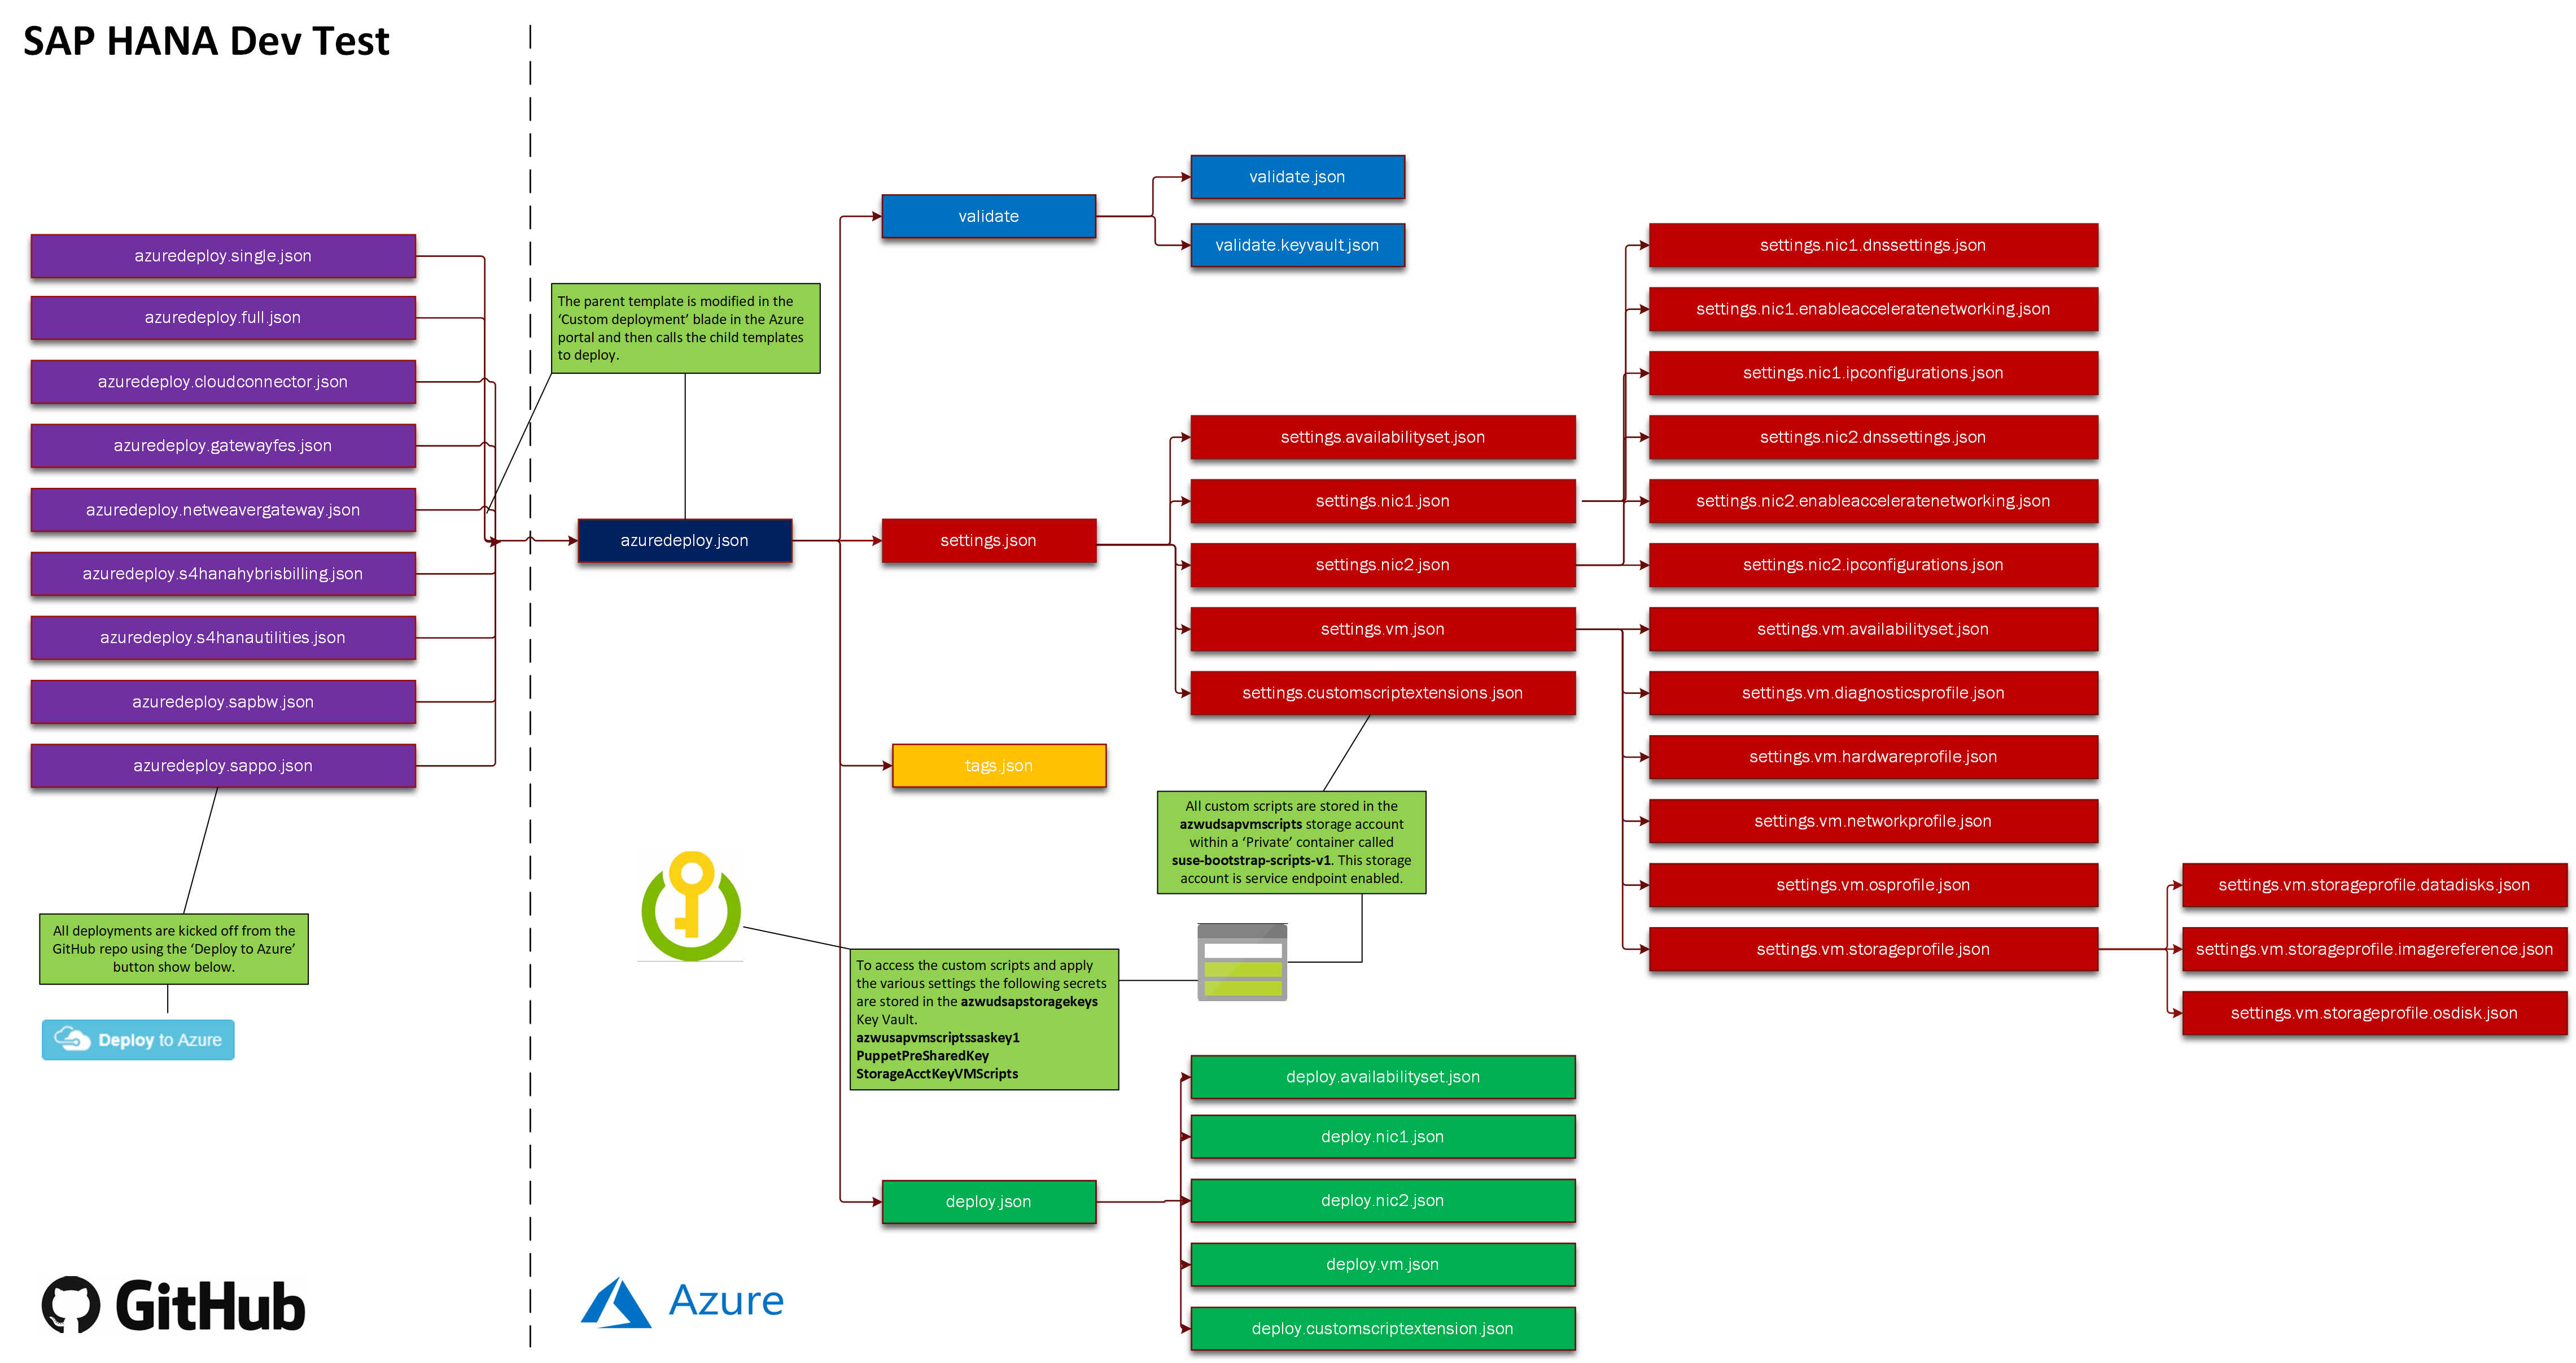 SAP HANA Dev Test
azuredeploy.single.json
azuredeploy.full.json
azuredeploy.cloudconnector.json
azuredeploy.gatewayfes.json
azuredeploy.netweavergateway.json
azuredeploy.s4hanahybrisbilling.json
azuredeploy.s4hanautilities.json
azuredeploy.sapbw.json
azuredeploy.sappo.json
All deployments are kicked off from the
GitHub repo using the ‘Deploy to Azure’
button show below.
Deploy to Azure
GitHub
The parent template is modified in the
‘Custom deployment’ blade in the Azure
portal and then calls the child templates
to deploy.
azuredeploy.json
validate
settings.json
tags.json
deploy.json
validate.json
validate.keyvault.json
settings.availabilityset.json
settings.nic1.json
settings.nic2.json
settings.vm.json
settings.customscriptextensions.json
All custom scripts are stored in the
azwudsapvmscripts storage account
within a ‘Private’ container called
suse-bootstrap-scripts-v1. This storage
account is service endpoint enabled.
To access the custom scripts and apply
the various settings the following secrets
are stored in the azwudsapstoragekeys
Key Vault.
azwusapvmscriptssaskey1
PuppetPreSharedKey
StorageAcctKeyVMScripts
deploy.availabilityset.json
deploy.nic1.json
deploy.nic2.json
deploy.vm.json
deploy.customscriptextension.json
Azure
settings.nic1.dnssettings.json
settings.nic1.enableacceleratenetworking.json
settings.nic1.ipconfigurations.json
settings.nic2.dnssettings.json
settings.nic2.enableacceleratenetworking.json
settings.nic2.ipconfigurations.json
settings.vm.availabilityset.json
settings.vm.diagnosticsprofile.json
settings.vm.hardwareprofile.json
settings.vm.networkprofile.json
settings.vm.osprofile.json
settings.vm.storageprofile.json
settings.vm.storageprofile.datadisks.json
settings.vm.storageprofile.imagereference.json
settings.vm.storageprofile.osdisk.json